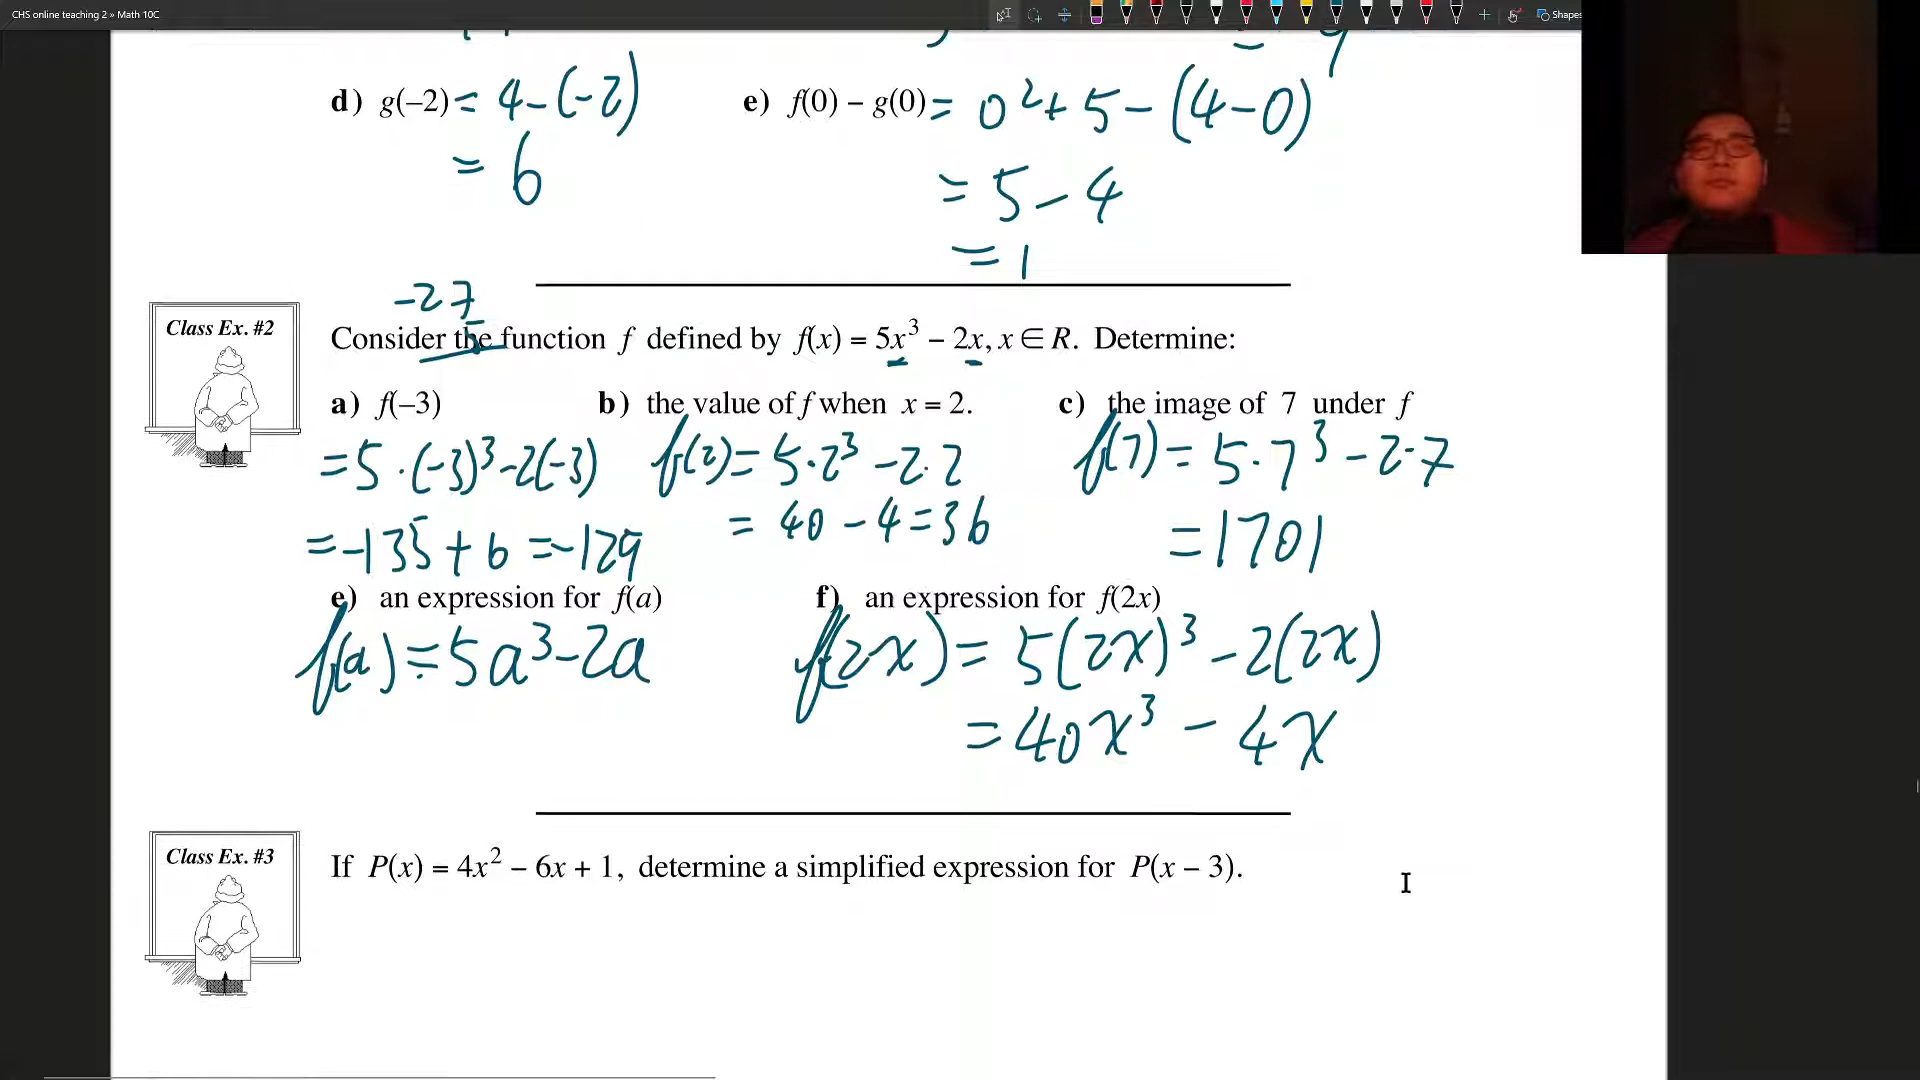 CHS online teaching 2 » Math 10C
Shapes
d) g(–2) = 4-(-2)
= 6
e) f(0) – g(0) = 0²+5-(4-0)
= 5-4
= 1
-27
5
Class Ex. #2
Consider the function f defined by f(x) = 5x³ – 2x, x ∈ R. Determine:
a) f(–3)
=5·(-3)³-2(-3)
=-135+6=-129
b) the value of f when x = 2.
f(2)=5·2³-2·2
=40-4=36
c) the image of 7 under f
f(7)=5·7³-2·7
=1701
e) an expression for f(a)
f(a)=5a³-2a
f) an expression for f(2x)
f(2x)=5(2x)³-2(2x)
=40x³-4x
Class Ex. #3
If P(x) = 4x² – 6x + 1, determine a simplified expression for P(x – 3).